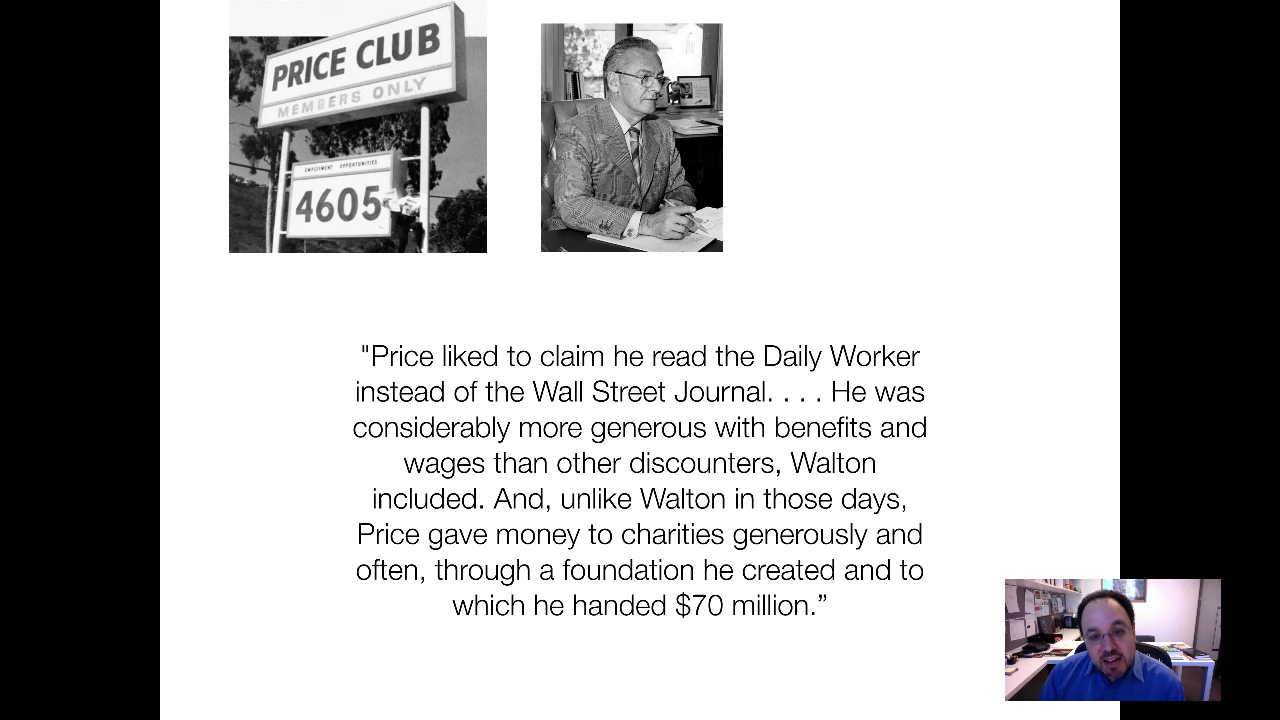 PRICE CLUB
MEMBERS ONLY
EMPLOYMENT OPPORTUNITIES
4605
"Price liked to claim he read the Daily Worker
instead of the Wall Street Journal. . . . He was
considerably more generous with benefits and
wages than other discounters, Walton
included. And, unlike Walton in those days,
Price gave money to charities generously and
often, through a foundation he created and to
which he handed $70 million.”